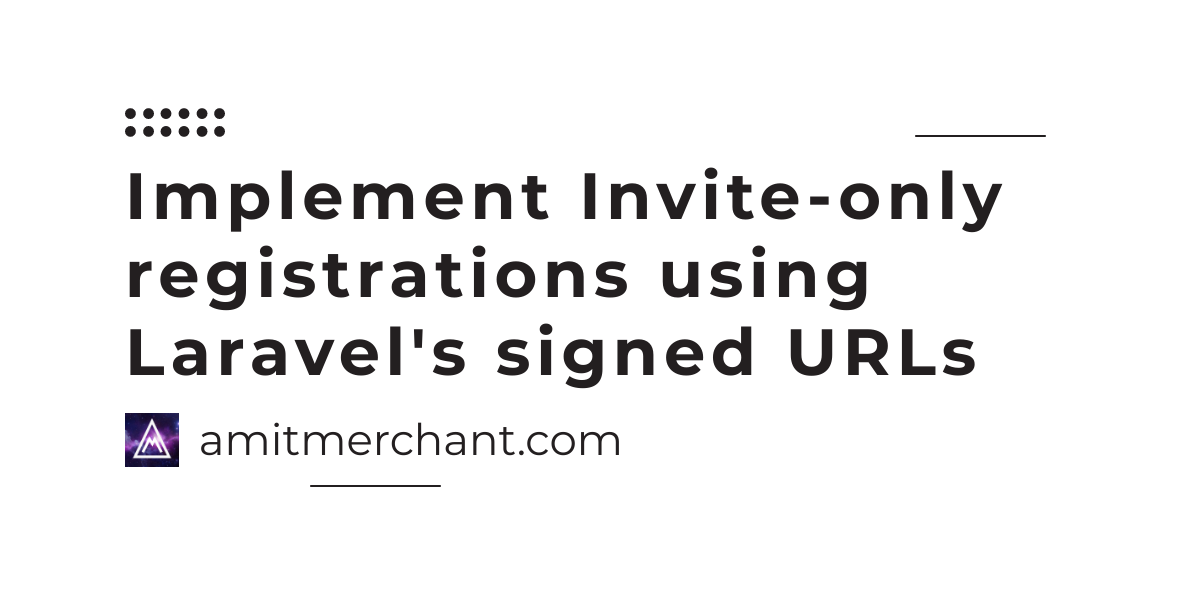 Implement Invite-only
registrations using
Laravel's signed URLs
amitmerchant.com